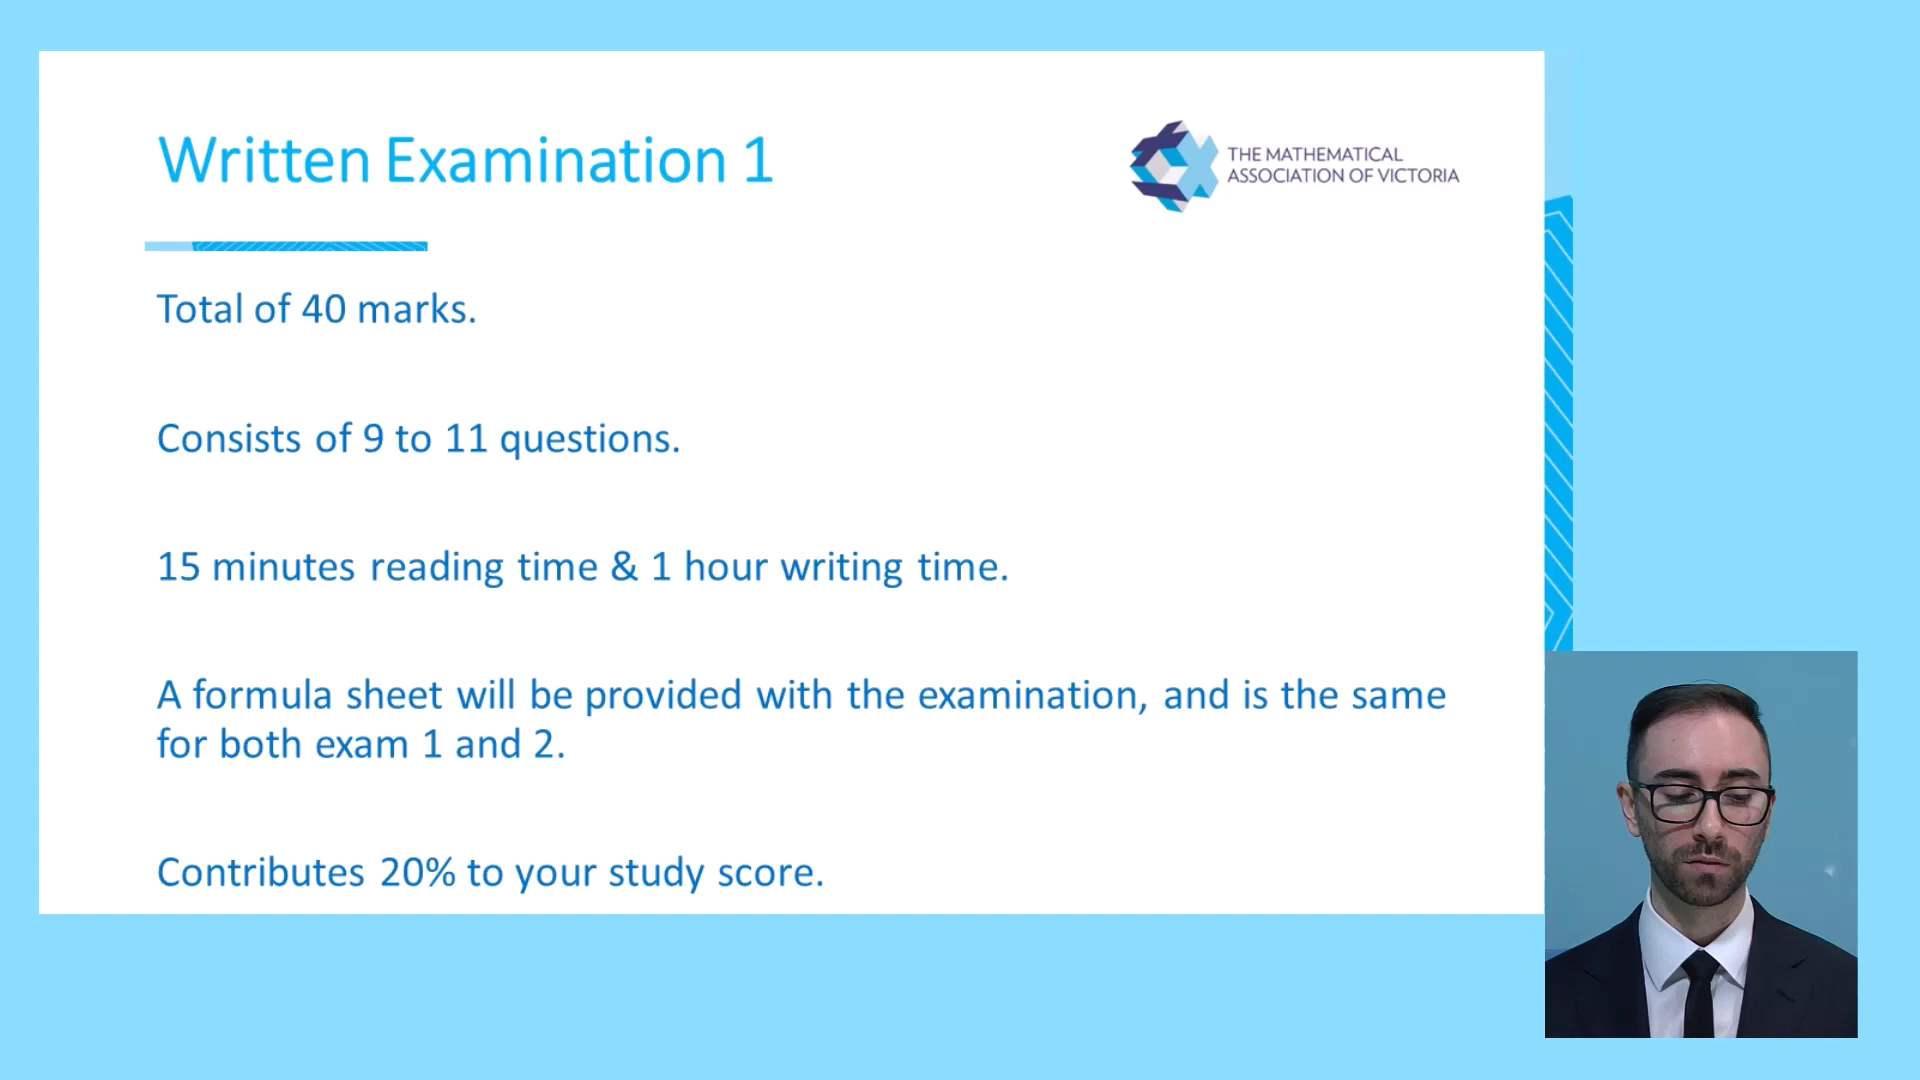 Written Examination 1
THE MATHEMATICAL
ASSOCIATION OF VICTORIA
Total of 40 marks.
Consists of 9 to 11 questions.
15 minutes reading time & 1 hour writing time.
A formula sheet will be provided with the examination, and is the same
for both exam 1 and 2.
Contributes 20% to your study score.